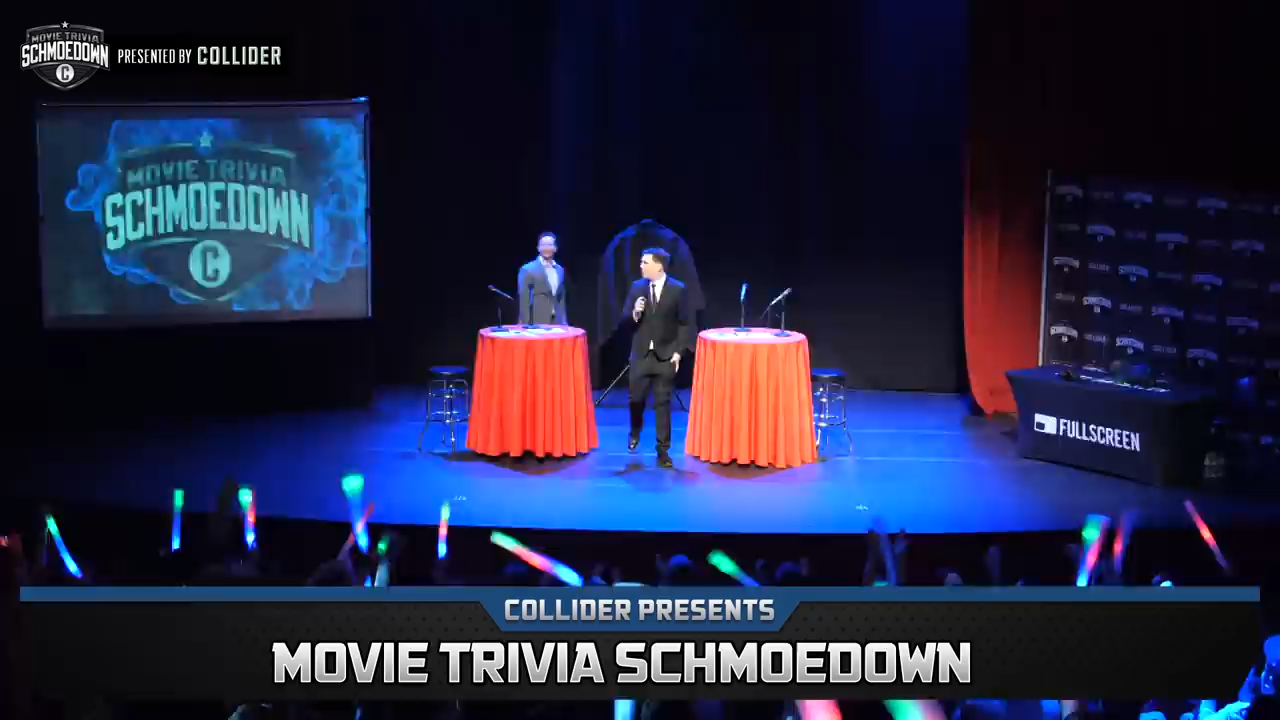 MOVIE TRIVIA
SCHMOEDOWN
C
PRESENTED BY COLLIDER
MOVIE TRIVIA
SCHMOEDOWN
C
FULLSCREEN
COLLIDER PRESENTS
MOVIE TRIVIA SCHMOEDOWN